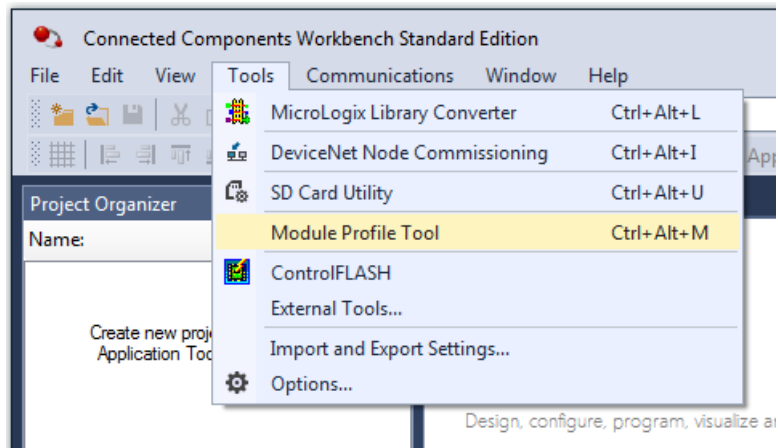 Connected Components Workbench Standard Edition
File Edit View Tools Communications Window Help
MicroLogix Library Converter Ctrl+Alt+L
DeviceNet Node Commissioning Ctrl+Alt+I
App
SD Card Utility Ctrl+Alt+U
Project Organizer
Module Profile Tool Ctrl+Alt+M
Name:
ControlFLASH
External Tools...
Create new proj
Import and Export Settings...
Application Too
Options...
Design, configure, program, visualize a